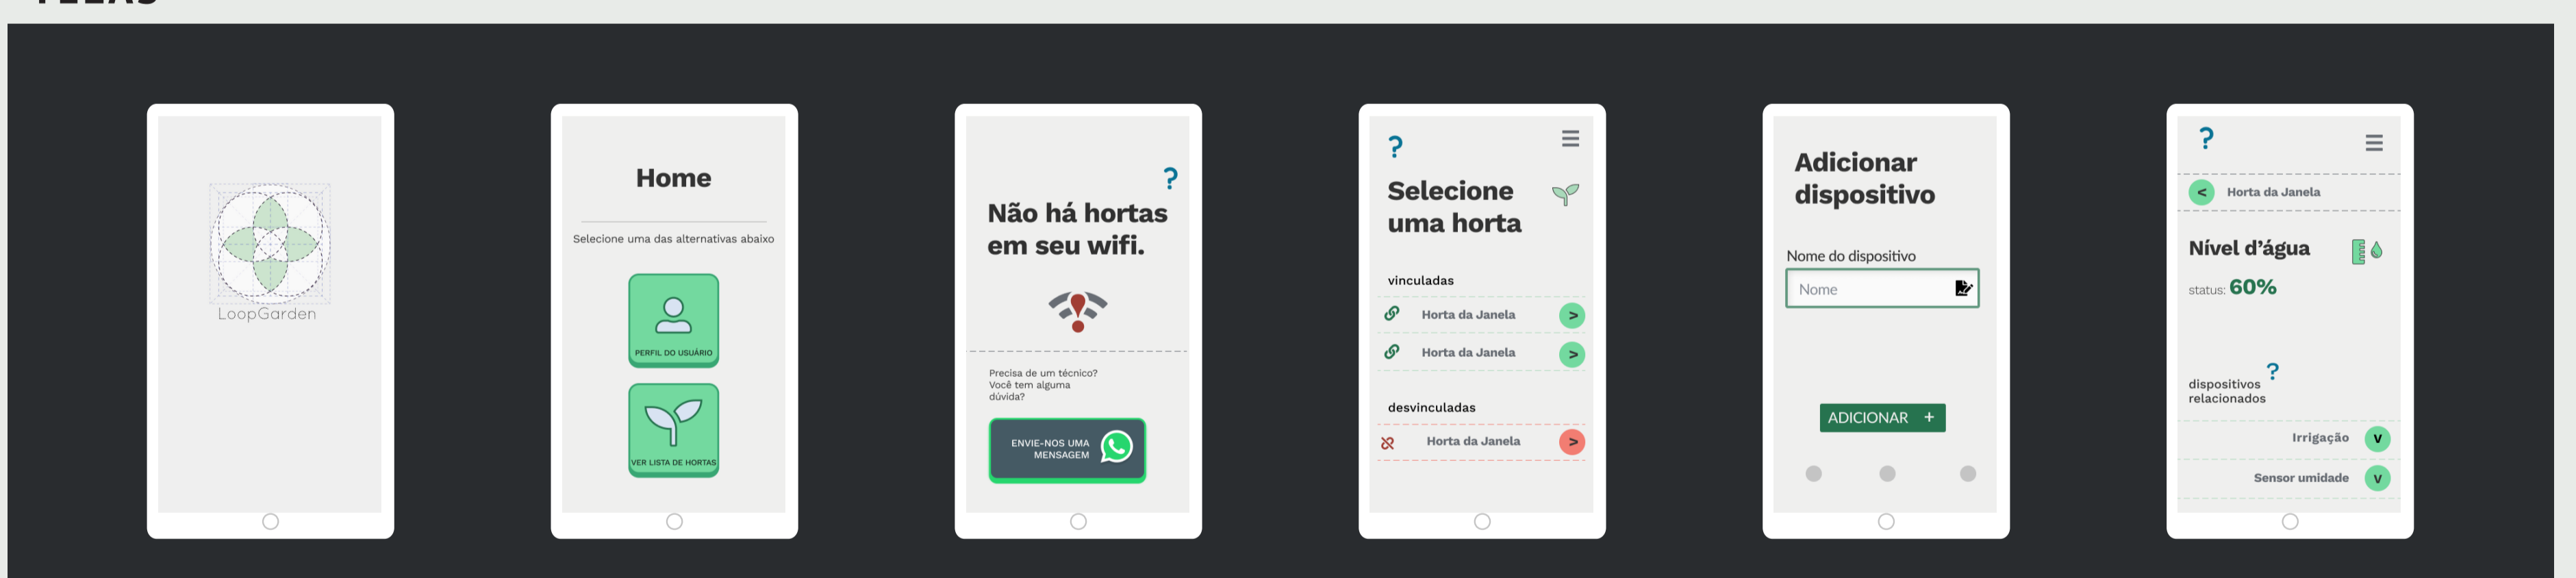 TELAS
LoopGarden
Home
Selecione uma das alternativas abaixo
PERFIL DO USUÁRIO
VER LISTA DE HORTAS
?
Não há hortas
em seu wifi.
Precisa de um técnico?
Você tem alguma
dúvida?
ENVIE-NOS UMA
MENSAGEM
?
Selecione
uma horta
vinculadas
Horta da Janela >
Horta da Janela >
desvinculadas
Horta da Janela >
Adicionar
dispositivo
Nome do dispositivo
Nome
ADICIONAR +
?
< Horta da Janela
Nível d’água
status: 60%
?
dispositivos
relacionados
Irrigação v
Sensor umidade v